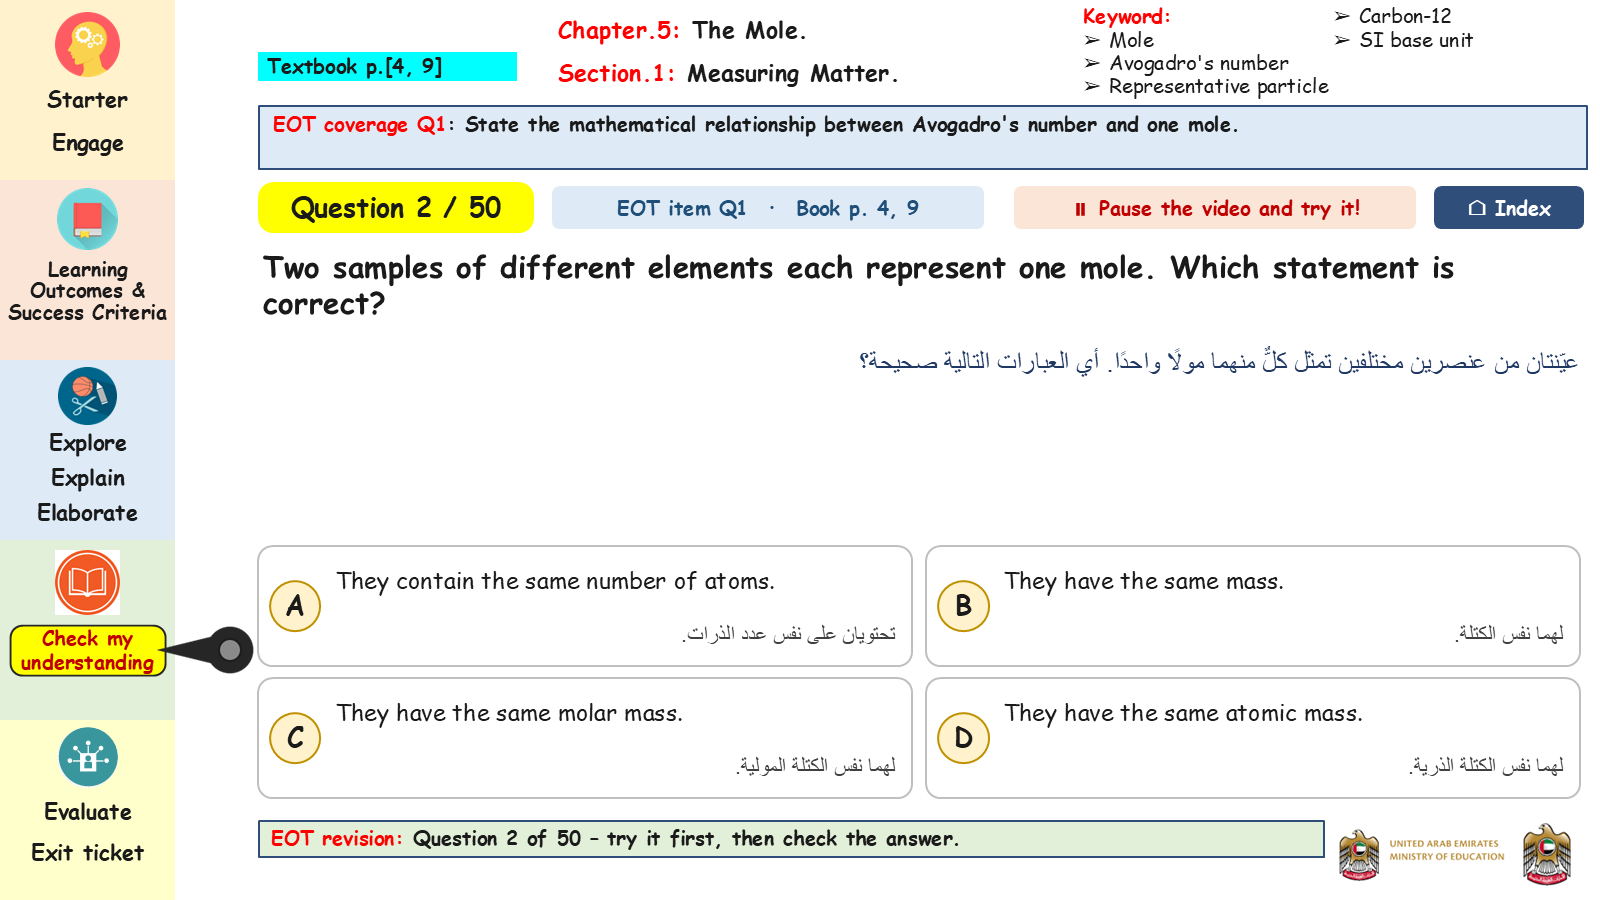 Starter
Engage
Learning
Outcomes &
Success Criteria
Explore
Explain
Elaborate
Check my
understanding
Evaluate
Exit ticket
Textbook p.[4, 9]
Chapter.5: The Mole.
Section.1: Measuring Matter.
Keyword:
➢ Mole
➢ Avogadro's number
➢ Representative particle
➢ Carbon-12
➢ SI base unit
EOT coverage Q1: State the mathematical relationship between Avogadro's number and one mole.
Question 2 / 50
EOT item Q1 · Book p. 4, 9
⏸ Pause the video and try it!
Index
Two samples of different elements each represent one mole. Which statement is
correct?
عيّنتان من عنصرين مختلفين تمثل كلٌّ منهما مولًا واحدًا. أي العبارات التالية صحيحة؟
A
They contain the same number of atoms.
تحتويان على نفس عدد الذرات.
B
They have the same mass.
لهما نفس الكتلة.
C
They have the same molar mass.
لهما نفس الكتلة المولية.
D
They have the same atomic mass.
لهما نفس الكتلة الذرية.
EOT revision: Question 2 of 50 – try it first, then check the answer.
UNITED ARAB EMIRATES
MINISTRY OF EDUCATION